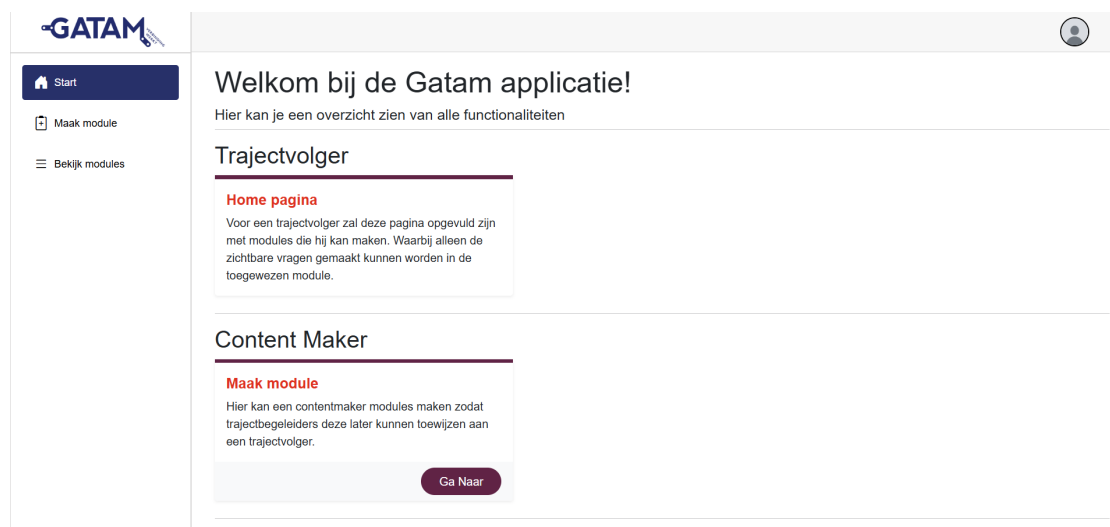 GATAM
Start
Maak module
Bekijk modules
Welkom bij de Gatam applicatie!
Hier kan je een overzicht zien van alle functionaliteiten
Trajectvolger
Home pagina
Voor een trajectvolger zal deze pagina opgevuld zijn
met modules die hij kan maken. Waarbij alleen de
zichtbare vragen gemaakt kunnen worden in de
toegewezen module.
Content Maker
Maak module
Hier kan een contentmaker modules maken zodat
trajectbegeleiders deze later kunnen toewijzen aan
een trajectvolger.
Ga Naar